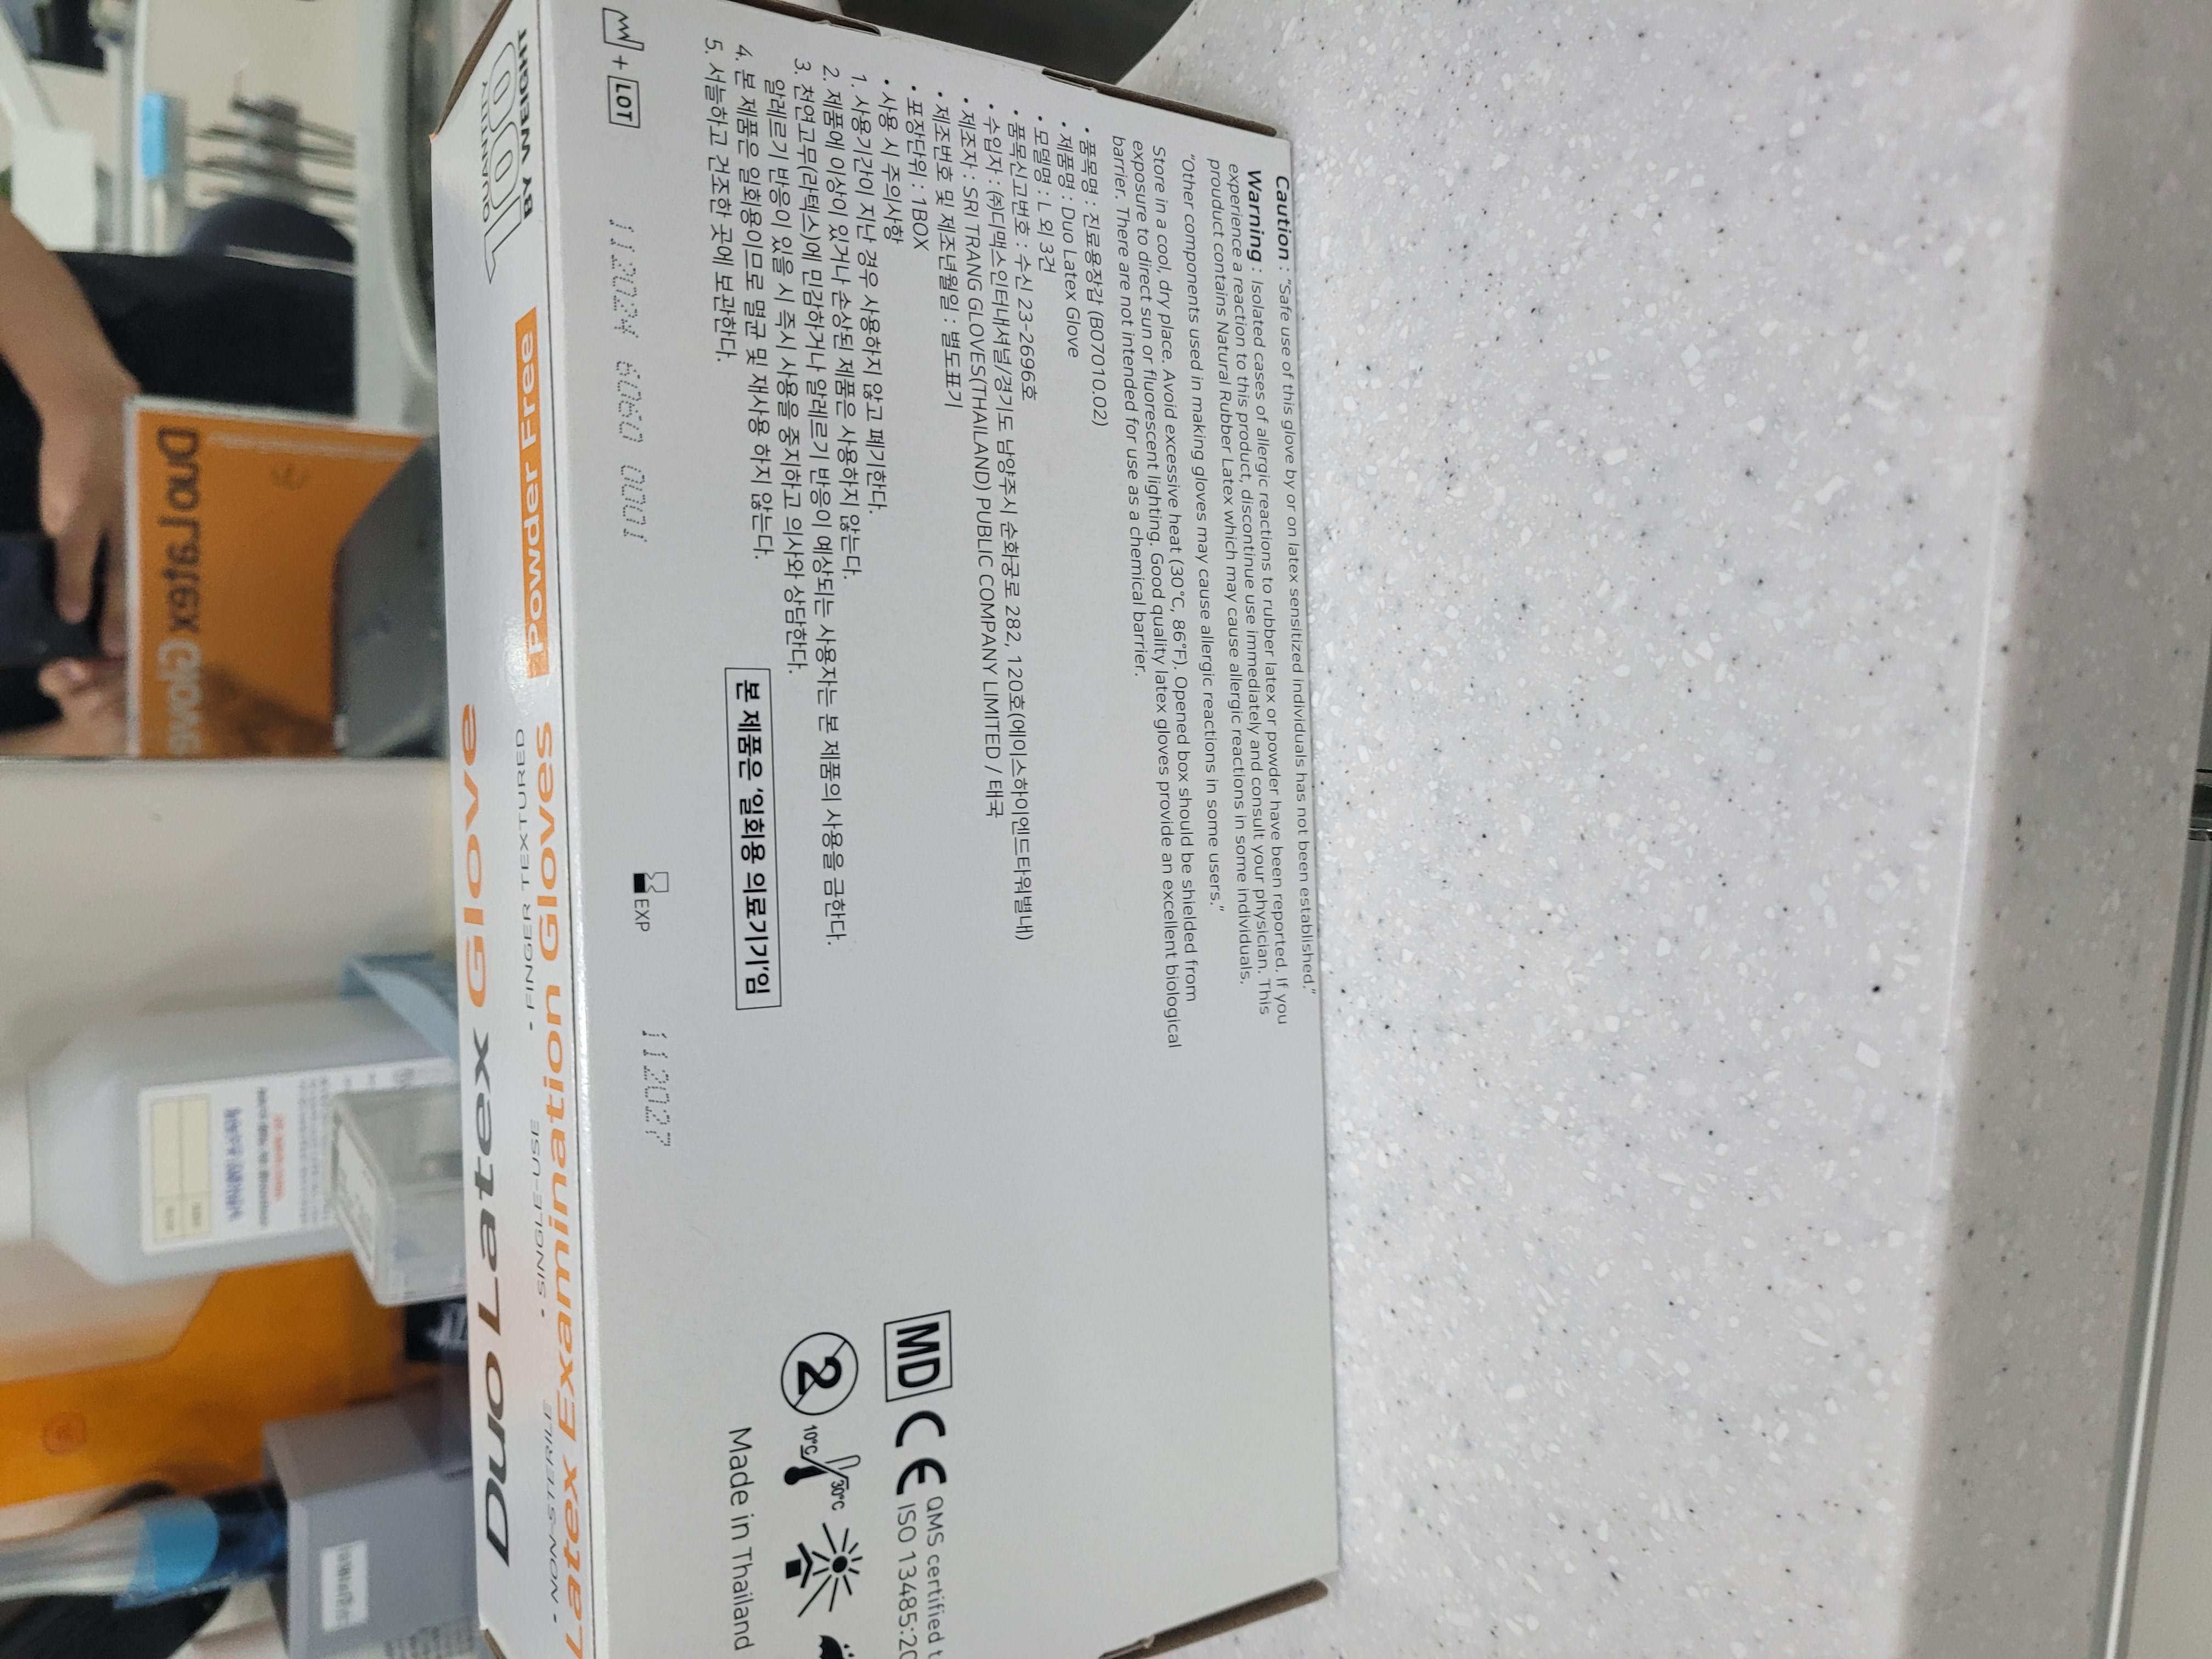 Duo Latex Glove
Duo Latex Glove
• NON-STERILE • SINGLE-USE • FINGER TEXTURED
Latex Examination Gloves
Powder Free
QUANTITY
100
BY WEIGHT
Caution : "Safe use of this glove by or on latex sensitized individuals has not been established."
Warning : Isolated cases of allergic reactions to rubber latex or powder have been reported. If you
experience a reaction to this product, discontinue use immediately and consult your physician. This
prouduct contains Natural Rubber Latex which may cause allergic reactions in some individuals.
"Other components used in making gloves may cause allergic reactions in some users."
Store in a cool, dry place. Avoid excessive heat (30°C, 86°F). Opened box should be shielded from
exposure to direct sun or fluorescent lighting. Good quality latex gloves provide an excellent biological
barrier. There are not intended for use as a chemical barrier.
• 품목명 : 진료용장갑 (B07010.02)
• 제품명 : Duo Latex Glove
• 모델명 : L 외 3건
• 품목신고번호 : 수신 23-2696호
• 수입자 : ㈜디맥스인터내셔널/경기도 남양주시 순화궁로 282, 120호(에이스하이엔드타워별내)
• 제조자 : SRI TRANG GLOVES(THAILAND) PUBLIC COMPANY LIMITED / 태국
• 제조번호 및 제조년월일 : 별도표기
• 포장단위 : 1BOX
• 사용 시 주의사항
1. 사용기간이 지난 경우 사용하지 않고 폐기한다.
2. 제품에 이상이 있거나 손상된 제품은 사용하지 않는다.
3. 천연고무(라텍스)에 민감하거나 알레르기 반응이 예상되는 사용자는 본 제품의 사용을 금한다.
알레르기 반응이 있을 시 즉시 사용을 중지하고 의사와 상담한다.
4. 본 제품은 일회용이므로 멸균 및 재사용 하지 않는다.
5. 서늘하고 건조한 곳에 보관한다.
본 제품은 '일회용 의료기기'임
MD CE
QMS certified t
ISO 13485:20
2
10°C
30°C
Made in Thailand
+ LOT 112024 6060 0001
EXP 112027